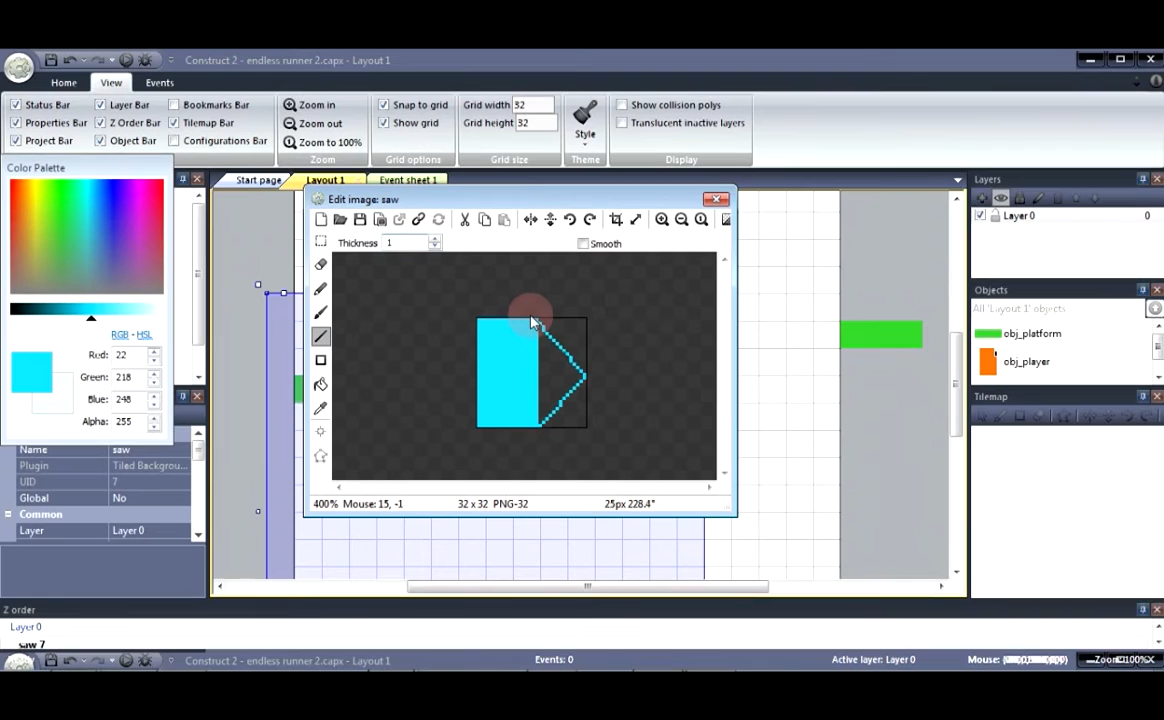 Construct 2 - endless runner 2.capx - Layout 1
Home View Events
Status Bar Layer Bar Bookmarks Bar Zoom in Snap to grid Grid width 32 Show collision polys
Properties Bar Z Order Bar Tilemap Bar Zoom out Show grid Grid height 32 Style Translucent inactive layers
Project Bar Object Bar Configurations Bar Zoom to 100%
Zoom Grid options Grid size Theme Display
Color Palette
Start page Layout 1 Event sheet 1
Layers
Edit image: saw
Layer 0 0
Thickness 1 Smooth
Objects
All 'Layout 1' objects
obj_platform
RGB - HSL
Red: 22
obj_player
Green: 218
Blue: 248
Tilemap
Alpha: 255
Name saw
Plugin Tiled Backgrou...
UID 7
Global No
400% Mouse: 15, -1 32 x 32 PNG-32 25px 228.4°
Common
Layer Layer 0
Z order
Layer 0
saw 7
Construct 2 - endless runner 2.capx - Layout 1 Events: 0 Active layer: Layer 0 Mouse: Zoom: 100%